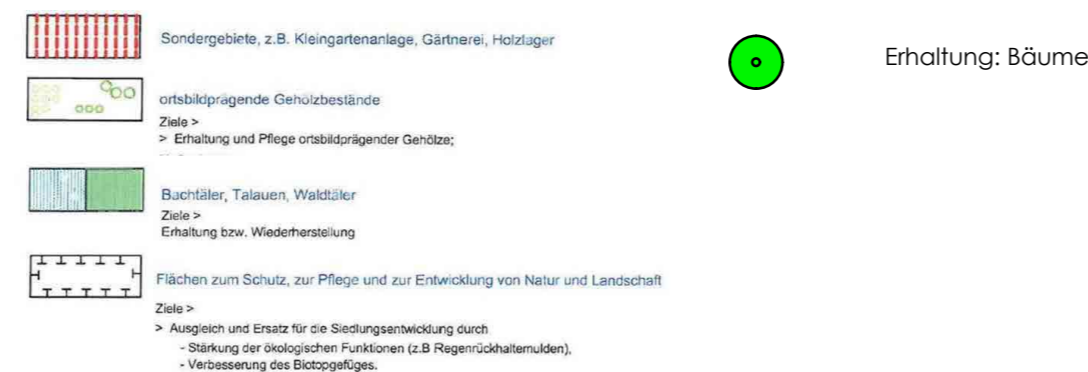 Sondergebiete, z.B. Kleingartenanlage, Gärtnerei, Holzlager
ortsbildprägende Gehölzbestände
Ziele >
> Erhaltung und Pflege ortsbildprägender Gehölze;
Bachtäler, Talauen, Waldtäler
Ziele >
Erhaltung bzw. Wiederherstellung
Flächen zum Schutz, zur Pflege und zur Entwicklung von Natur und Landschaft
Ziele >
> Ausgleich und Ersatz für die Siedlungsentwicklung durch
- Stärkung der ökologischen Funktionen (z.B Regenrückhaltemulden),
- Verbesserung des Biotopgefüges.
Erhaltung: Bäume